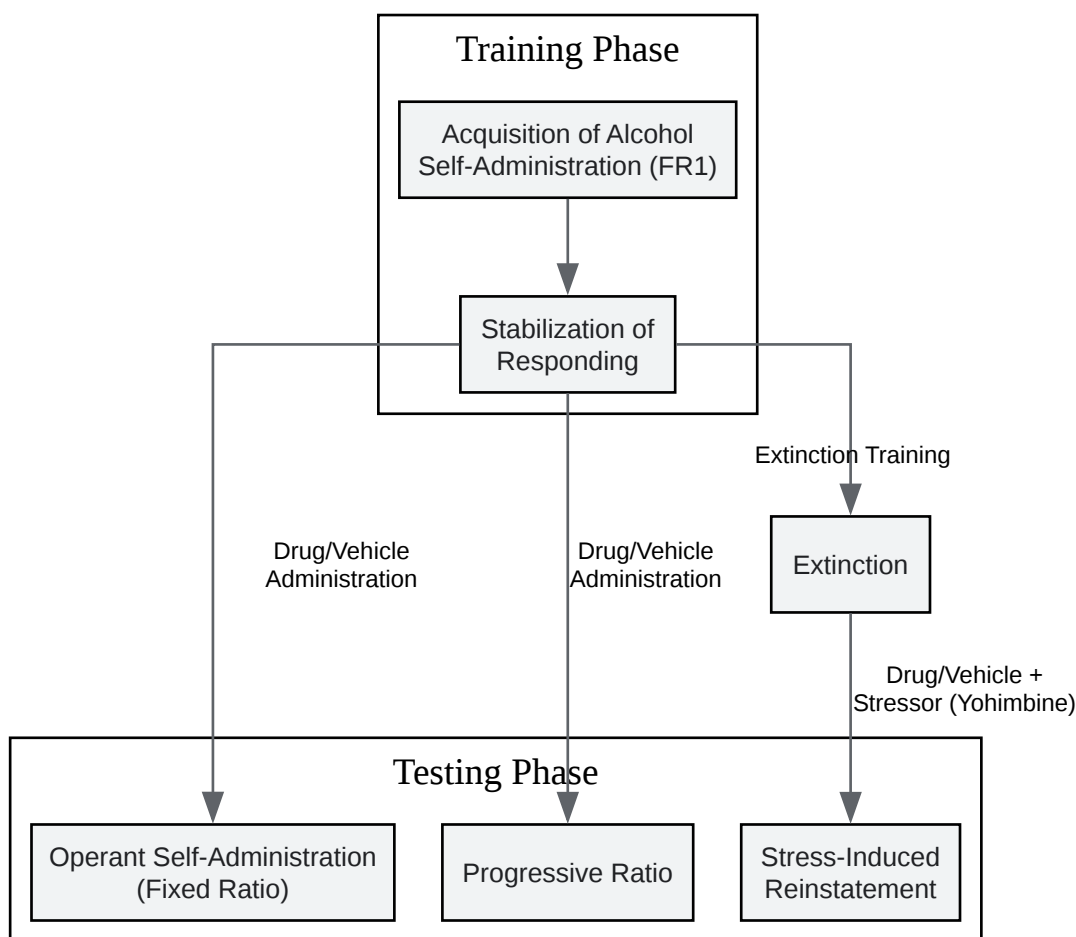 Training Phase
Acquisition of Alcohol
Self-Administration (FR1)
Stabilization of
Responding
Extinction Training
Drug/Vehicle
Administration
Drug/Vehicle
Administration
Extinction
Drug/Vehicle +
Stressor (Yohimbine)
Testing Phase
Operant Self-Administration
(Fixed Ratio)
Progressive Ratio
Stress-Induced
Reinstatement